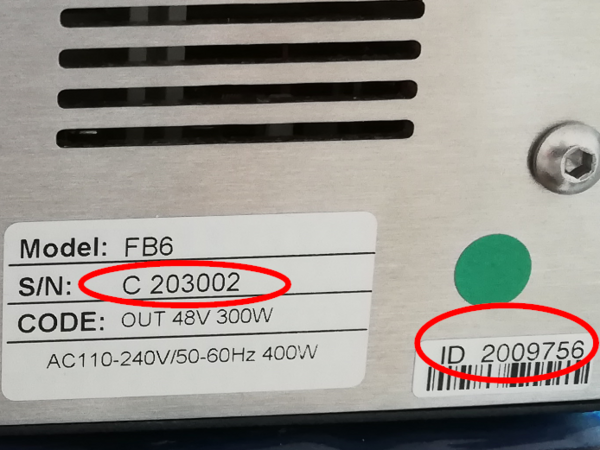 Model: FB6
S/N: C 203002
CODE: OUT 48V 300W
AC110-240V/50-60Hz 400W
ID 2009756